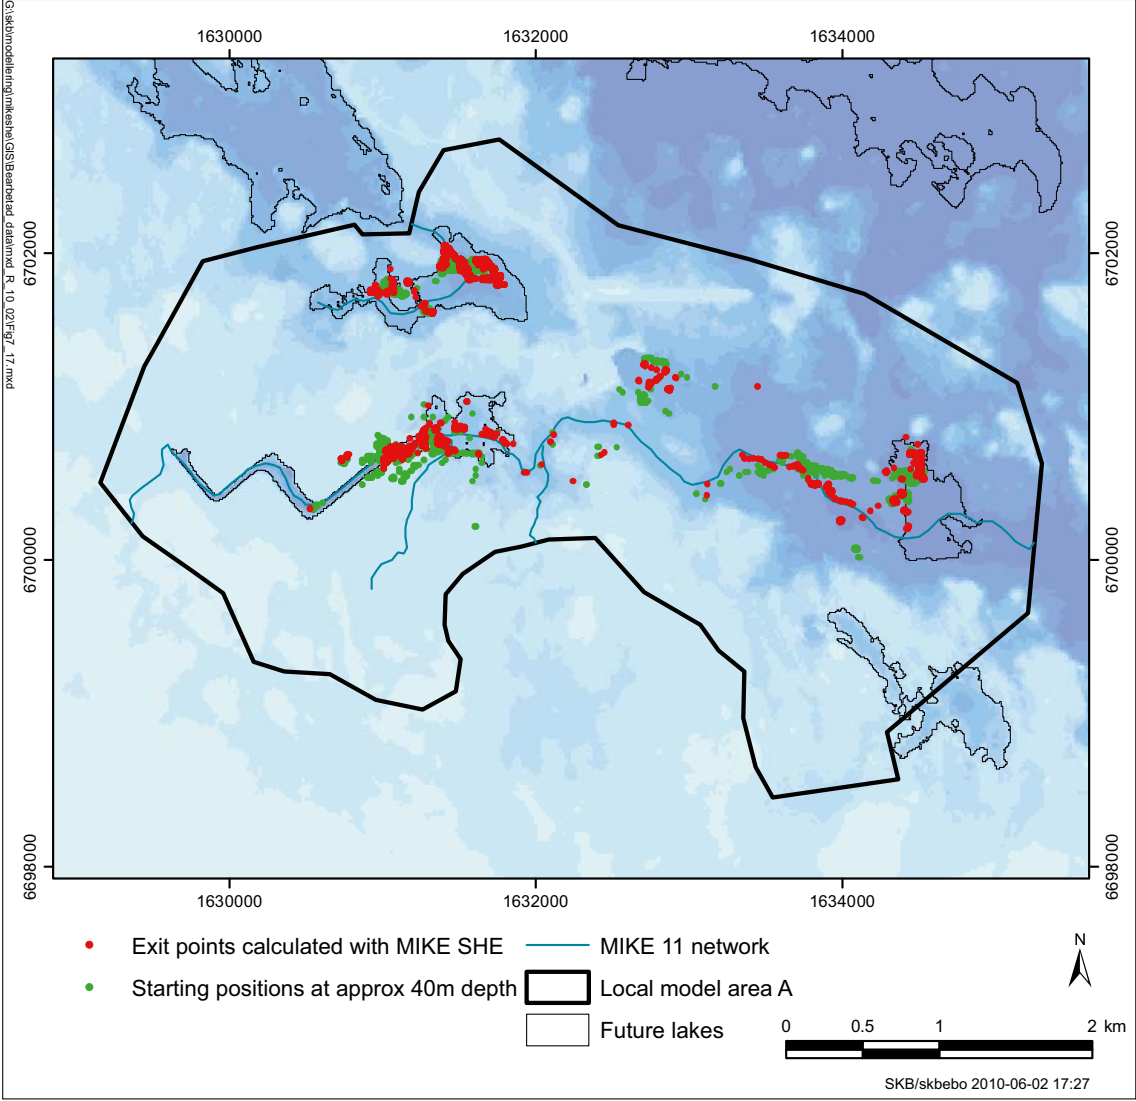 G:\skb\modellering\mikeshe\GIS\Bearbetad_data\mxd_R_10_02\Fig7_17.mxd
1630000 1632000 1634000
6702000 6702000
6700000 6700000
6698000 6698000
1630000 1632000 1634000
Exit points calculated with MIKE SHE MIKE 11 network
N
Starting positions at approx 40m depth Local model area A
Future lakes
0 0.5 1 2 km
SKB/skbebo 2010-06-02 17:27